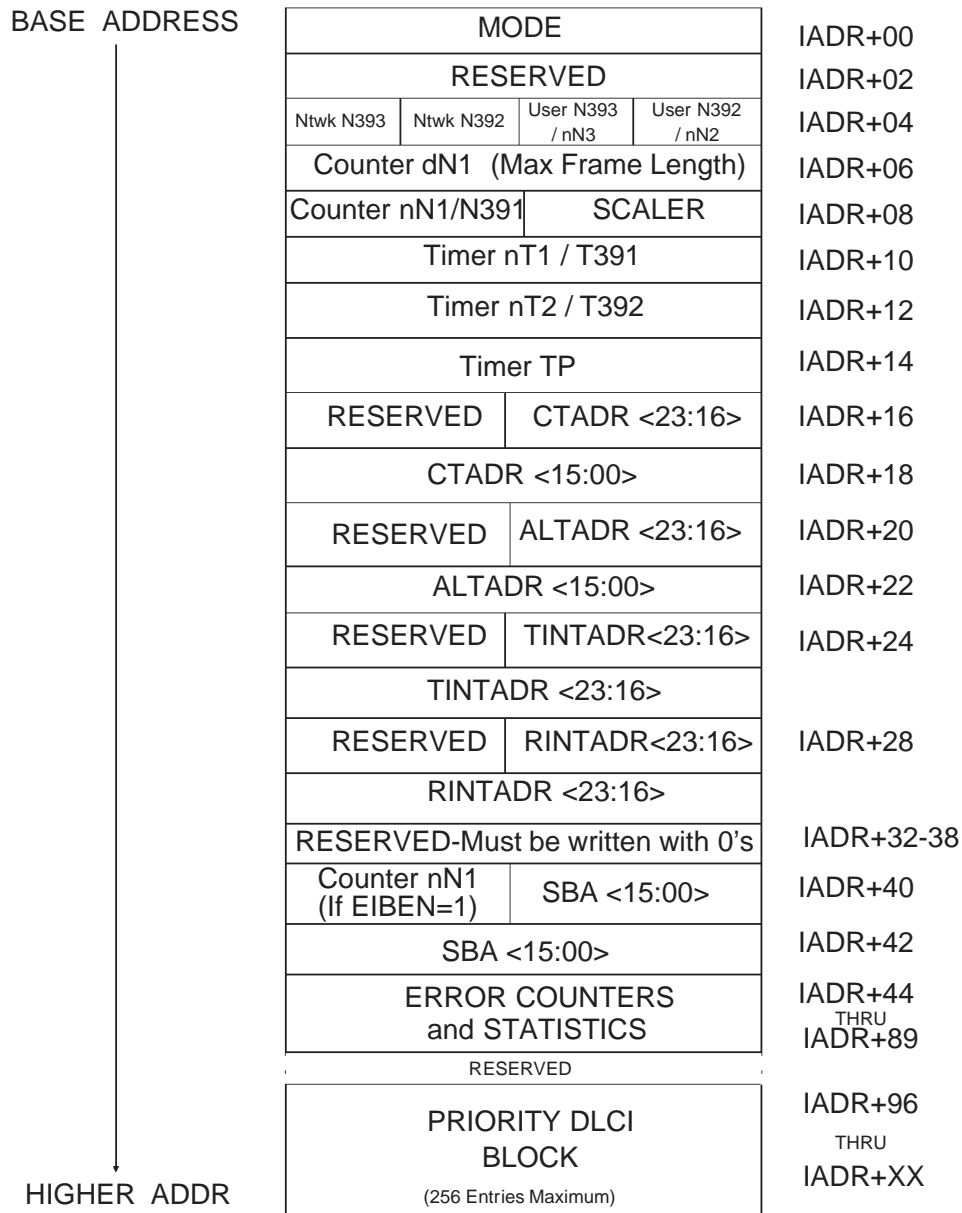 BASE ADDRESS
MODE IADR+00
RESERVED IADR+02
Ntwk N393 Ntwk N392 User N393 / nN3 User N392 / nN2 IADR+04
Counter dN1 (Max Frame Length) IADR+06
Counter nN1/N391 SCALER IADR+08
Timer nT1 / T391 IADR+10
Timer nT2 / T392 IADR+12
Timer TP IADR+14
RESERVED CTADR <23:16> IADR+16
CTADR <15:00> IADR+18
RESERVED ALTADR <23:16> IADR+20
ALTADR <15:00> IADR+22
RESERVED TINTADR<23:16> IADR+24
TINTADR <23:16>
RESERVED RINTADR<23:16> IADR+28
RINTADR <23:16>
RESERVED-Must be written with 0's IADR+32-38
Counter nN1 (If EIBEN=1) SBA <15:00> IADR+40
SBA <15:00> IADR+42
ERROR COUNTERS IADR+44
THRU
and STATISTICS IADR+89
RESERVED
PRIORITY DLCI IADR+96
BLOCK THRU
(256 Entries Maximum) IADR+XX
HIGHER ADDR